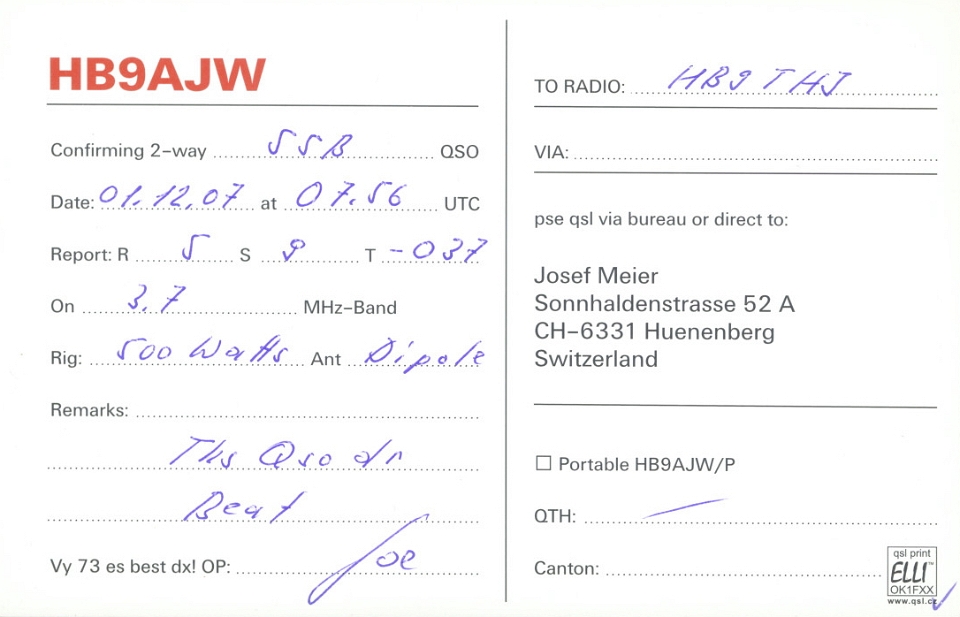 HB9AJW
Confirming 2-way SSB QSO
Date: 01.12.07 at 07.56 UTC
Report: R 5 S 9 T -037
On 3.7 MHz-Band
Rig: 500 Watts Ant Dipole
Remarks:
Tks Qso dr
Beat
Vy 73 es best dx! OP: Joe
TO RADIO: HB9THJ
VIA:
pse qsl via bureau or direct to:
Josef Meier
Sonnhaldenstrasse 52 A
CH-6331 Huenenberg
Switzerland
☐ Portable HB9AJW/P
QTH: —
Canton:
qsl print
ELLI™
OK1FXX
www.qsl.cz